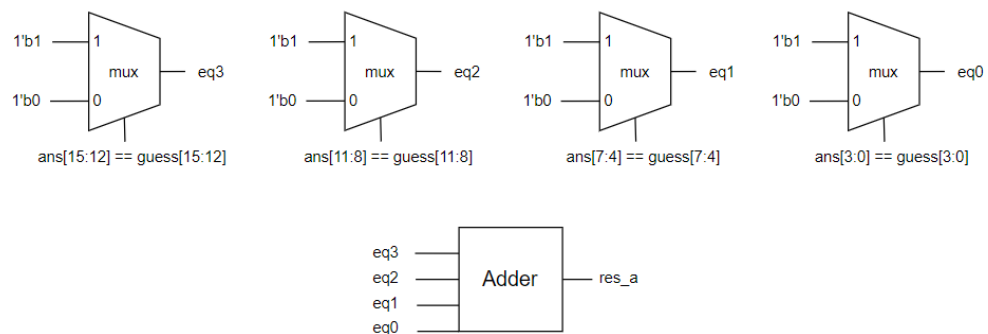 1'b1 1 1'b1 1 1'b1 1 1'b1 1
mux eq3 mux eq2 mux eq1 mux eq0
1'b0 0 1'b0 0 1'b0 0 1'b0 0
ans[15:12] == guess[15:12] ans[11:8] == guess[11:8] ans[7:4] == guess[7:4] ans[3:0] == guess[3:0]
eq3
eq2 Adder res_a
eq1
eq0